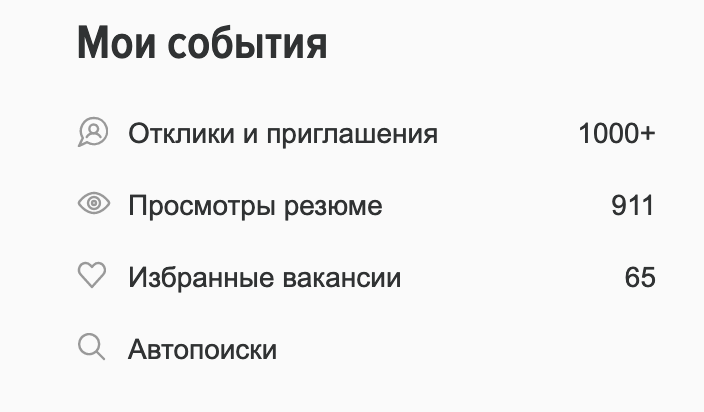 Мои события
Отклики и приглашения 1000+
Просмотры резюме 911
Избранные вакансии 65
Автопоиски